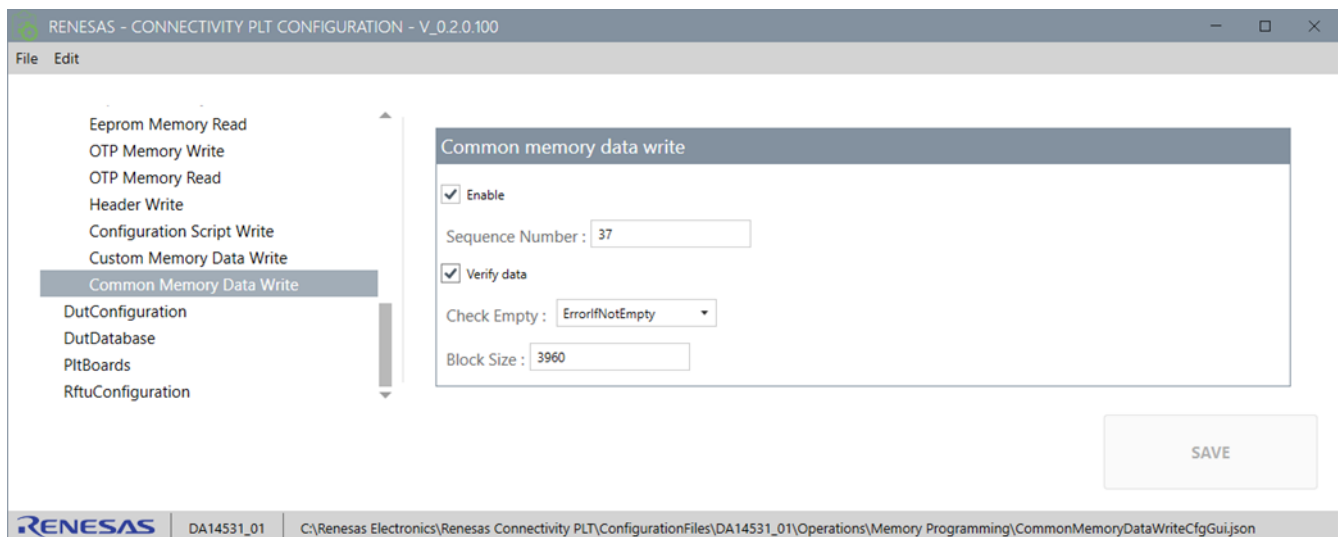 RENESAS - CONNECTIVITY PLT CONFIGURATION - V_0.2.0.100
File Edit
Eeprom Memory Read
OTP Memory Write
OTP Memory Read
Header Write
Configuration Script Write
Custom Memory Data Write
Common Memory Data Write
DutConfiguration
DutDatabase
PltBoards
RftuConfiguration
Common memory data write
Enable
Sequence Number : 37
Verify data
Check Empty : ErrorIfNotEmpty
Block Size : 3960
SAVE
RENESAS DA14531_01 C:\Renesas Electronics\Renesas Connectivity PLT\ConfigurationFiles\DA14531_01\Operations\Memory Programming\CommonMemoryDataWriteCfgGui.json